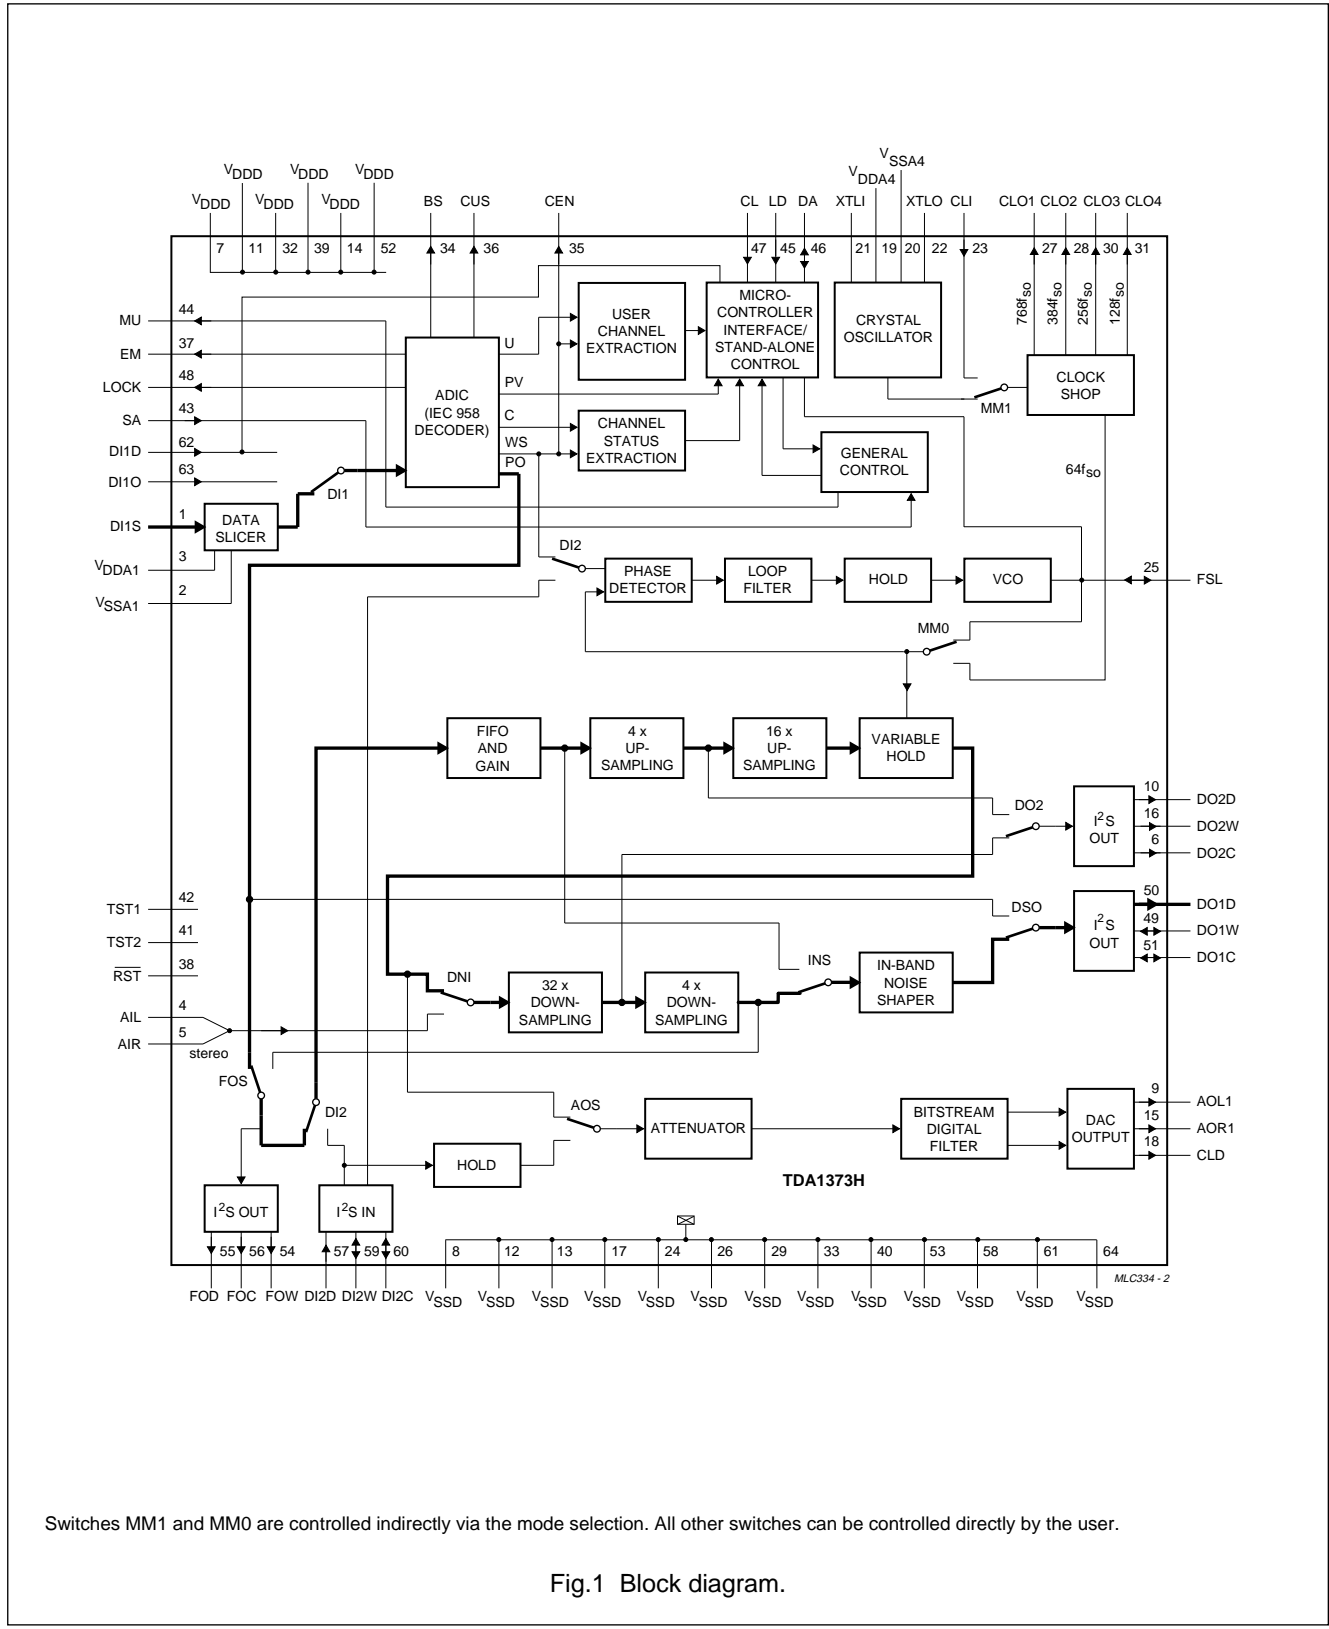 VSSA4
VDDD VDDD VDDD VDDA4
VDDD VDDD VDDD BS CUS CEN CL LD DA XTLI XTLO CLI CLO1 CLO2 CLO3 CLO4
7 11 32 39 14 52 34 36 35 47 45 46 21 19 20 22 23 27 28 30 31
768fso 384fso 256fso 128fso
MU 44
EM 37
LOCK 48
SA 43
DI1D 62
DI1O 63
DI1S 1
VDDA1 3
VSSA1 2
DATA
SLICER
DI1
ADIC
(IEC 958
DECODER)
U
PV
C
WS
PO
USER
CHANNEL
EXTRACTION
CHANNEL
STATUS
EXTRACTION
MICRO-
CONTROLLER
INTERFACE/
STAND-ALONE
CONTROL
CRYSTAL
OSCILLATOR
MM1
CLOCK
SHOP
GENERAL
CONTROL
64fso
DI2
PHASE
DETECTOR
LOOP
FILTER
HOLD
VCO
25 FSL
MM0
FIFO
AND
GAIN
4 x
UP-
SAMPLING
16 x
UP-
SAMPLING
VARIABLE
HOLD
DO2
I2S
OUT
10 DO2D
16 DO2W
6 DO2C
TST1 42
TST2 41
RST 38
AIL 4
AIR 5
stereo
DNI
32 x
DOWN-
SAMPLING
4 x
DOWN-
SAMPLING
INS
IN-BAND
NOISE
SHAPER
DSO
I2S
OUT
50 DO1D
49 DO1W
51 DO1C
FOS
DI2
AOS
HOLD
ATTENUATOR
BITSTREAM
DIGITAL
FILTER
DAC
OUTPUT
9 AOL1
15 AOR1
18 CLD
TDA1373H
I2S OUT
I2S IN
55 56 54 57 59 60 8 12 13 17 24 26 29 33 40 53 58 61 64
MLC334 - 2
FOD FOC FOW DI2D DI2W DI2C VSSD VSSD VSSD VSSD VSSD VSSD VSSD VSSD VSSD VSSD VSSD VSSD VSSD
Switches MM1 and MM0 are controlled indirectly via the mode selection. All other switches can be controlled directly by the user.
Fig.1 Block diagram.